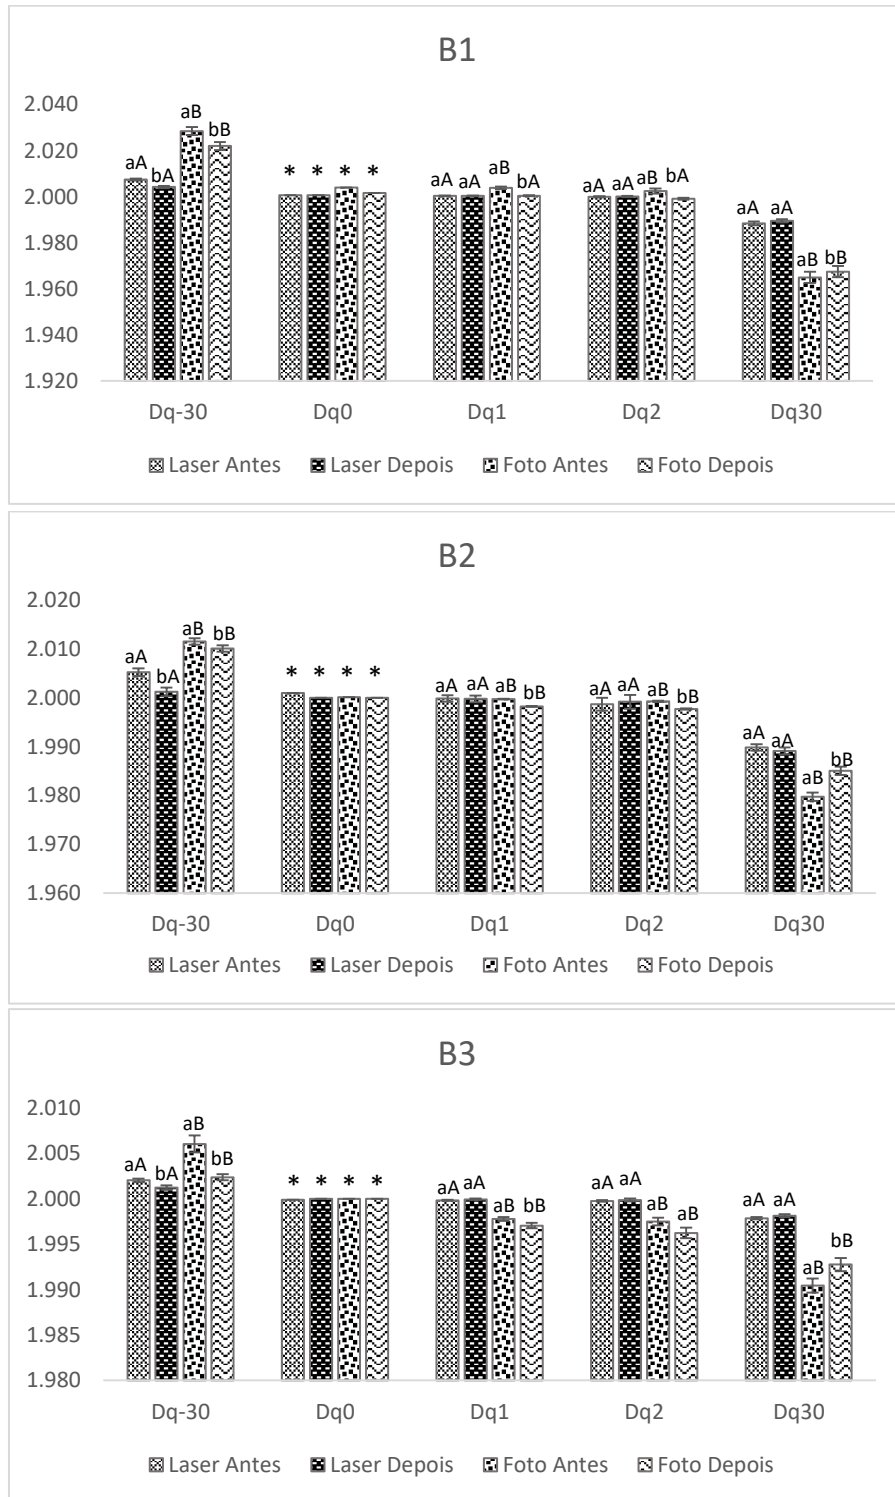 B1
2.040
2.020
2.000
1.980
1.960
1.940
1.920
aA bA aB bB
* * * *
aA aA aB bA
aA aA aB bA
aA aA aB bB
Dq-30 Dq0 Dq1 Dq2 Dq30
Laser Antes Laser Depois Foto Antes Foto Depois
B2
2.020
2.010
2.000
1.990
1.980
1.970
1.960
aA bA aB bB
* * * *
aA aA aB bB
aA aA aB bB
aA aA aB bB
Dq-30 Dq0 Dq1 Dq2 Dq30
Laser Antes Laser Depois Foto Antes Foto Depois
B3
2.010
2.005
2.000
1.995
1.990
1.985
1.980
aA bA aB bB
* * * *
aA aA aB bB
aA aA aB aB
aA aA aB bB
Dq-30 Dq0 Dq1 Dq2 Dq30
Laser Antes Laser Depois Foto Antes Foto Depois